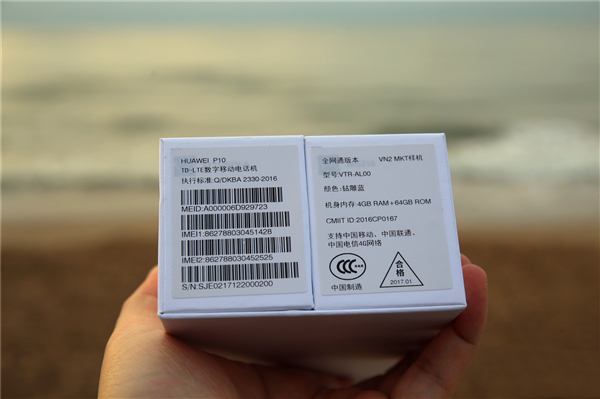 HUAWEI P10
TD-LTE数字移动电话机
执行标准:Q/DKBA 2330-2016
MEID:A000006D929723
IMEI1:862788030451428
IMEI2:862788030452525
S/N:SJE0217122000200
全网通版本 VN2 MKT样机
型号:VTR-AL00
颜色:钻雕蓝
机身内存:4GB RAM+64GB ROM
CMIIT ID:2016CP0167
支持中国移动、中国联通、
中国电信4G网络
CCC
中国制造
合格
2017.01